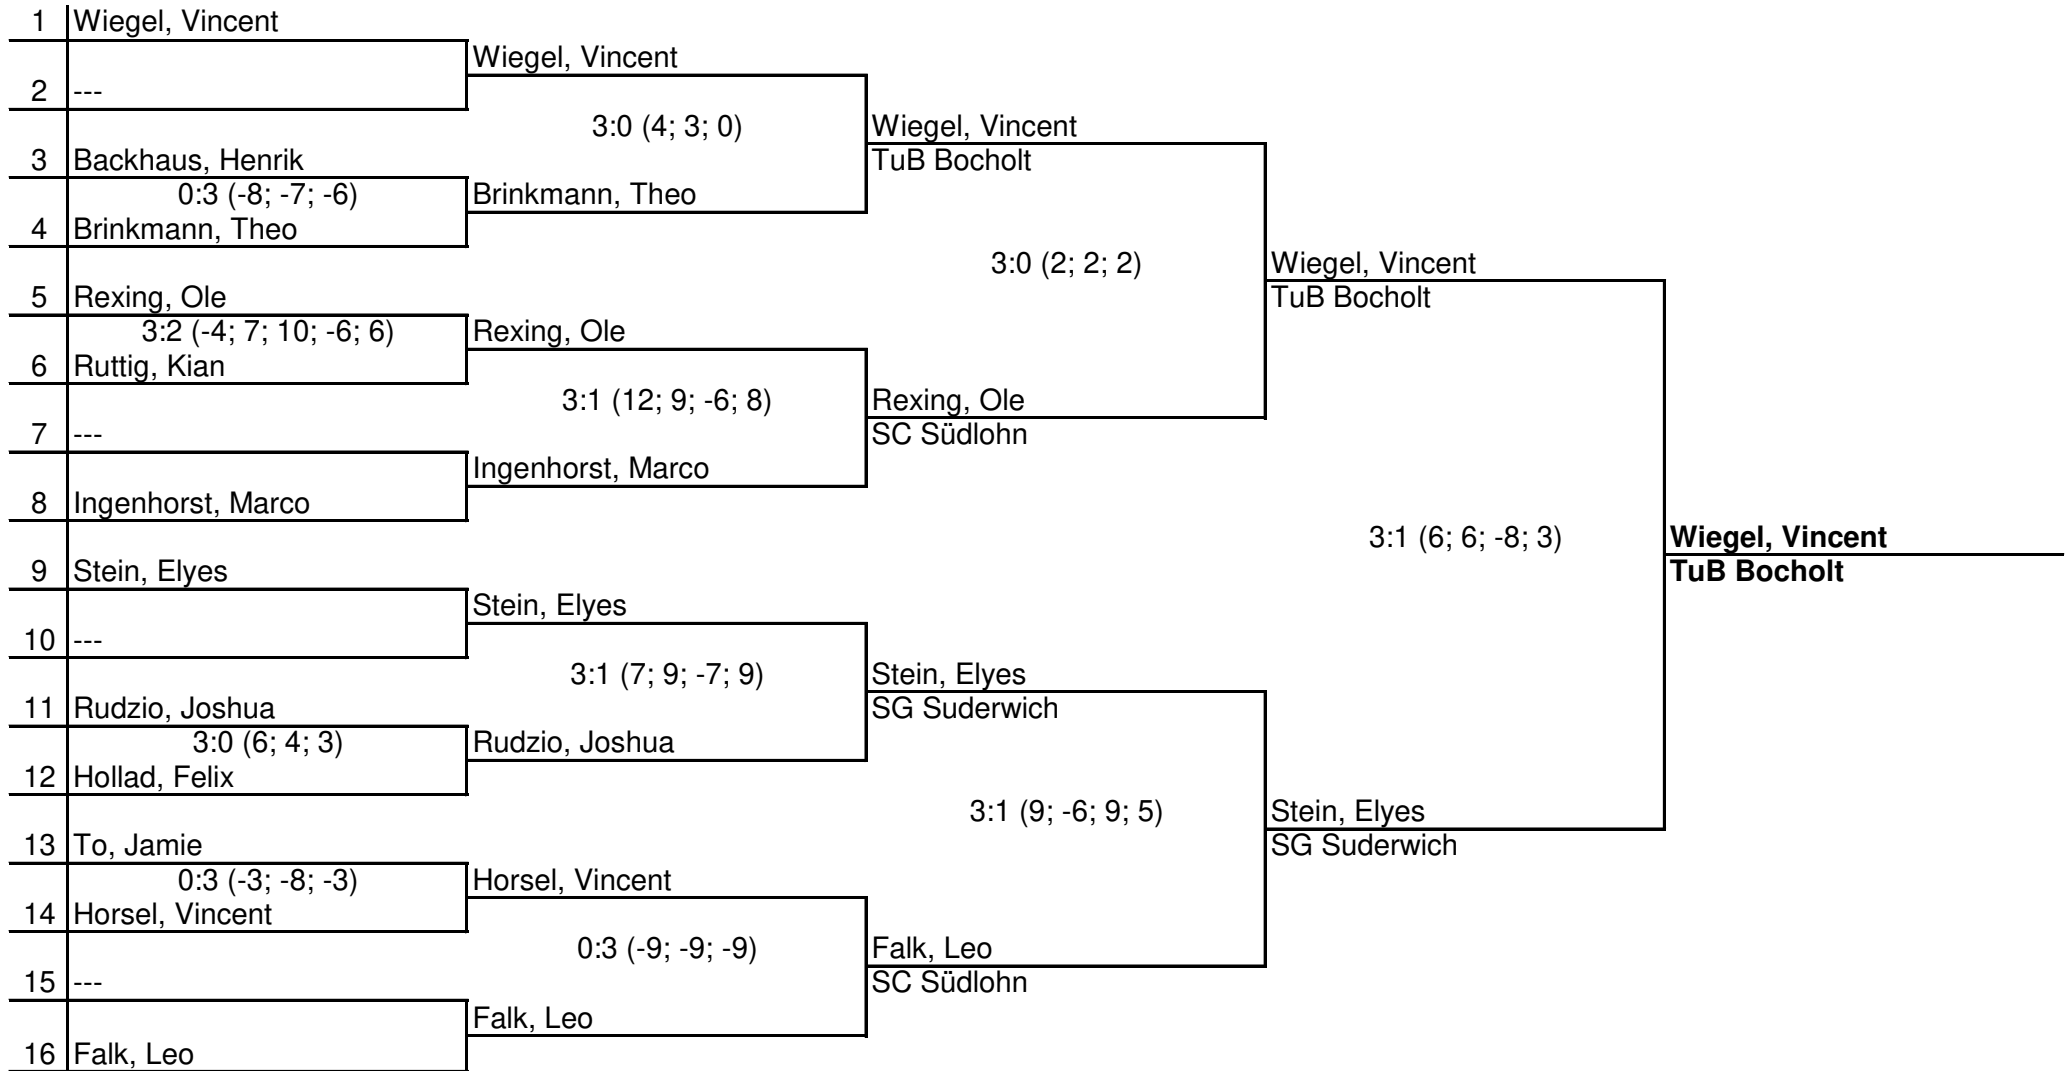 1 Wiegel, Vincent
Wiegel, Vincent
2 ---
3:0 (4; 3; 0)
Wiegel, Vincent
3 Backhaus, Henrik
TuB Bocholt
0:3 (-8; -7; -6)
Brinkmann, Theo
4 Brinkmann, Theo
3:0 (2; 2; 2)
Wiegel, Vincent
5 Rexing, Ole
TuB Bocholt
3:2 (-4; 7; 10; -6; 6)
Rexing, Ole
6 Ruttig, Kian
3:1 (12; 9; -6; 8)
Rexing, Ole
7 ---
SC Südlohn
Ingenhorst, Marco
8 Ingenhorst, Marco
3:1 (6; 6; -8; 3)
Wiegel, Vincent
9 Stein, Elyes
TuB Bocholt
Stein, Elyes
10 ---
3:1 (7; 9; -7; 9)
Stein, Elyes
11 Rudzio, Joshua
SG Suderwich
3:0 (6; 4; 3)
Rudzio, Joshua
12 Hollad, Felix
3:1 (9; -6; 9; 5)
Stein, Elyes
13 To, Jamie
SG Suderwich
0:3 (-3; -8; -3)
Horsel, Vincent
14 Horsel, Vincent
0:3 (-9; -9; -9)
Falk, Leo
15 ---
SC Südlohn
Falk, Leo
16 Falk, Leo